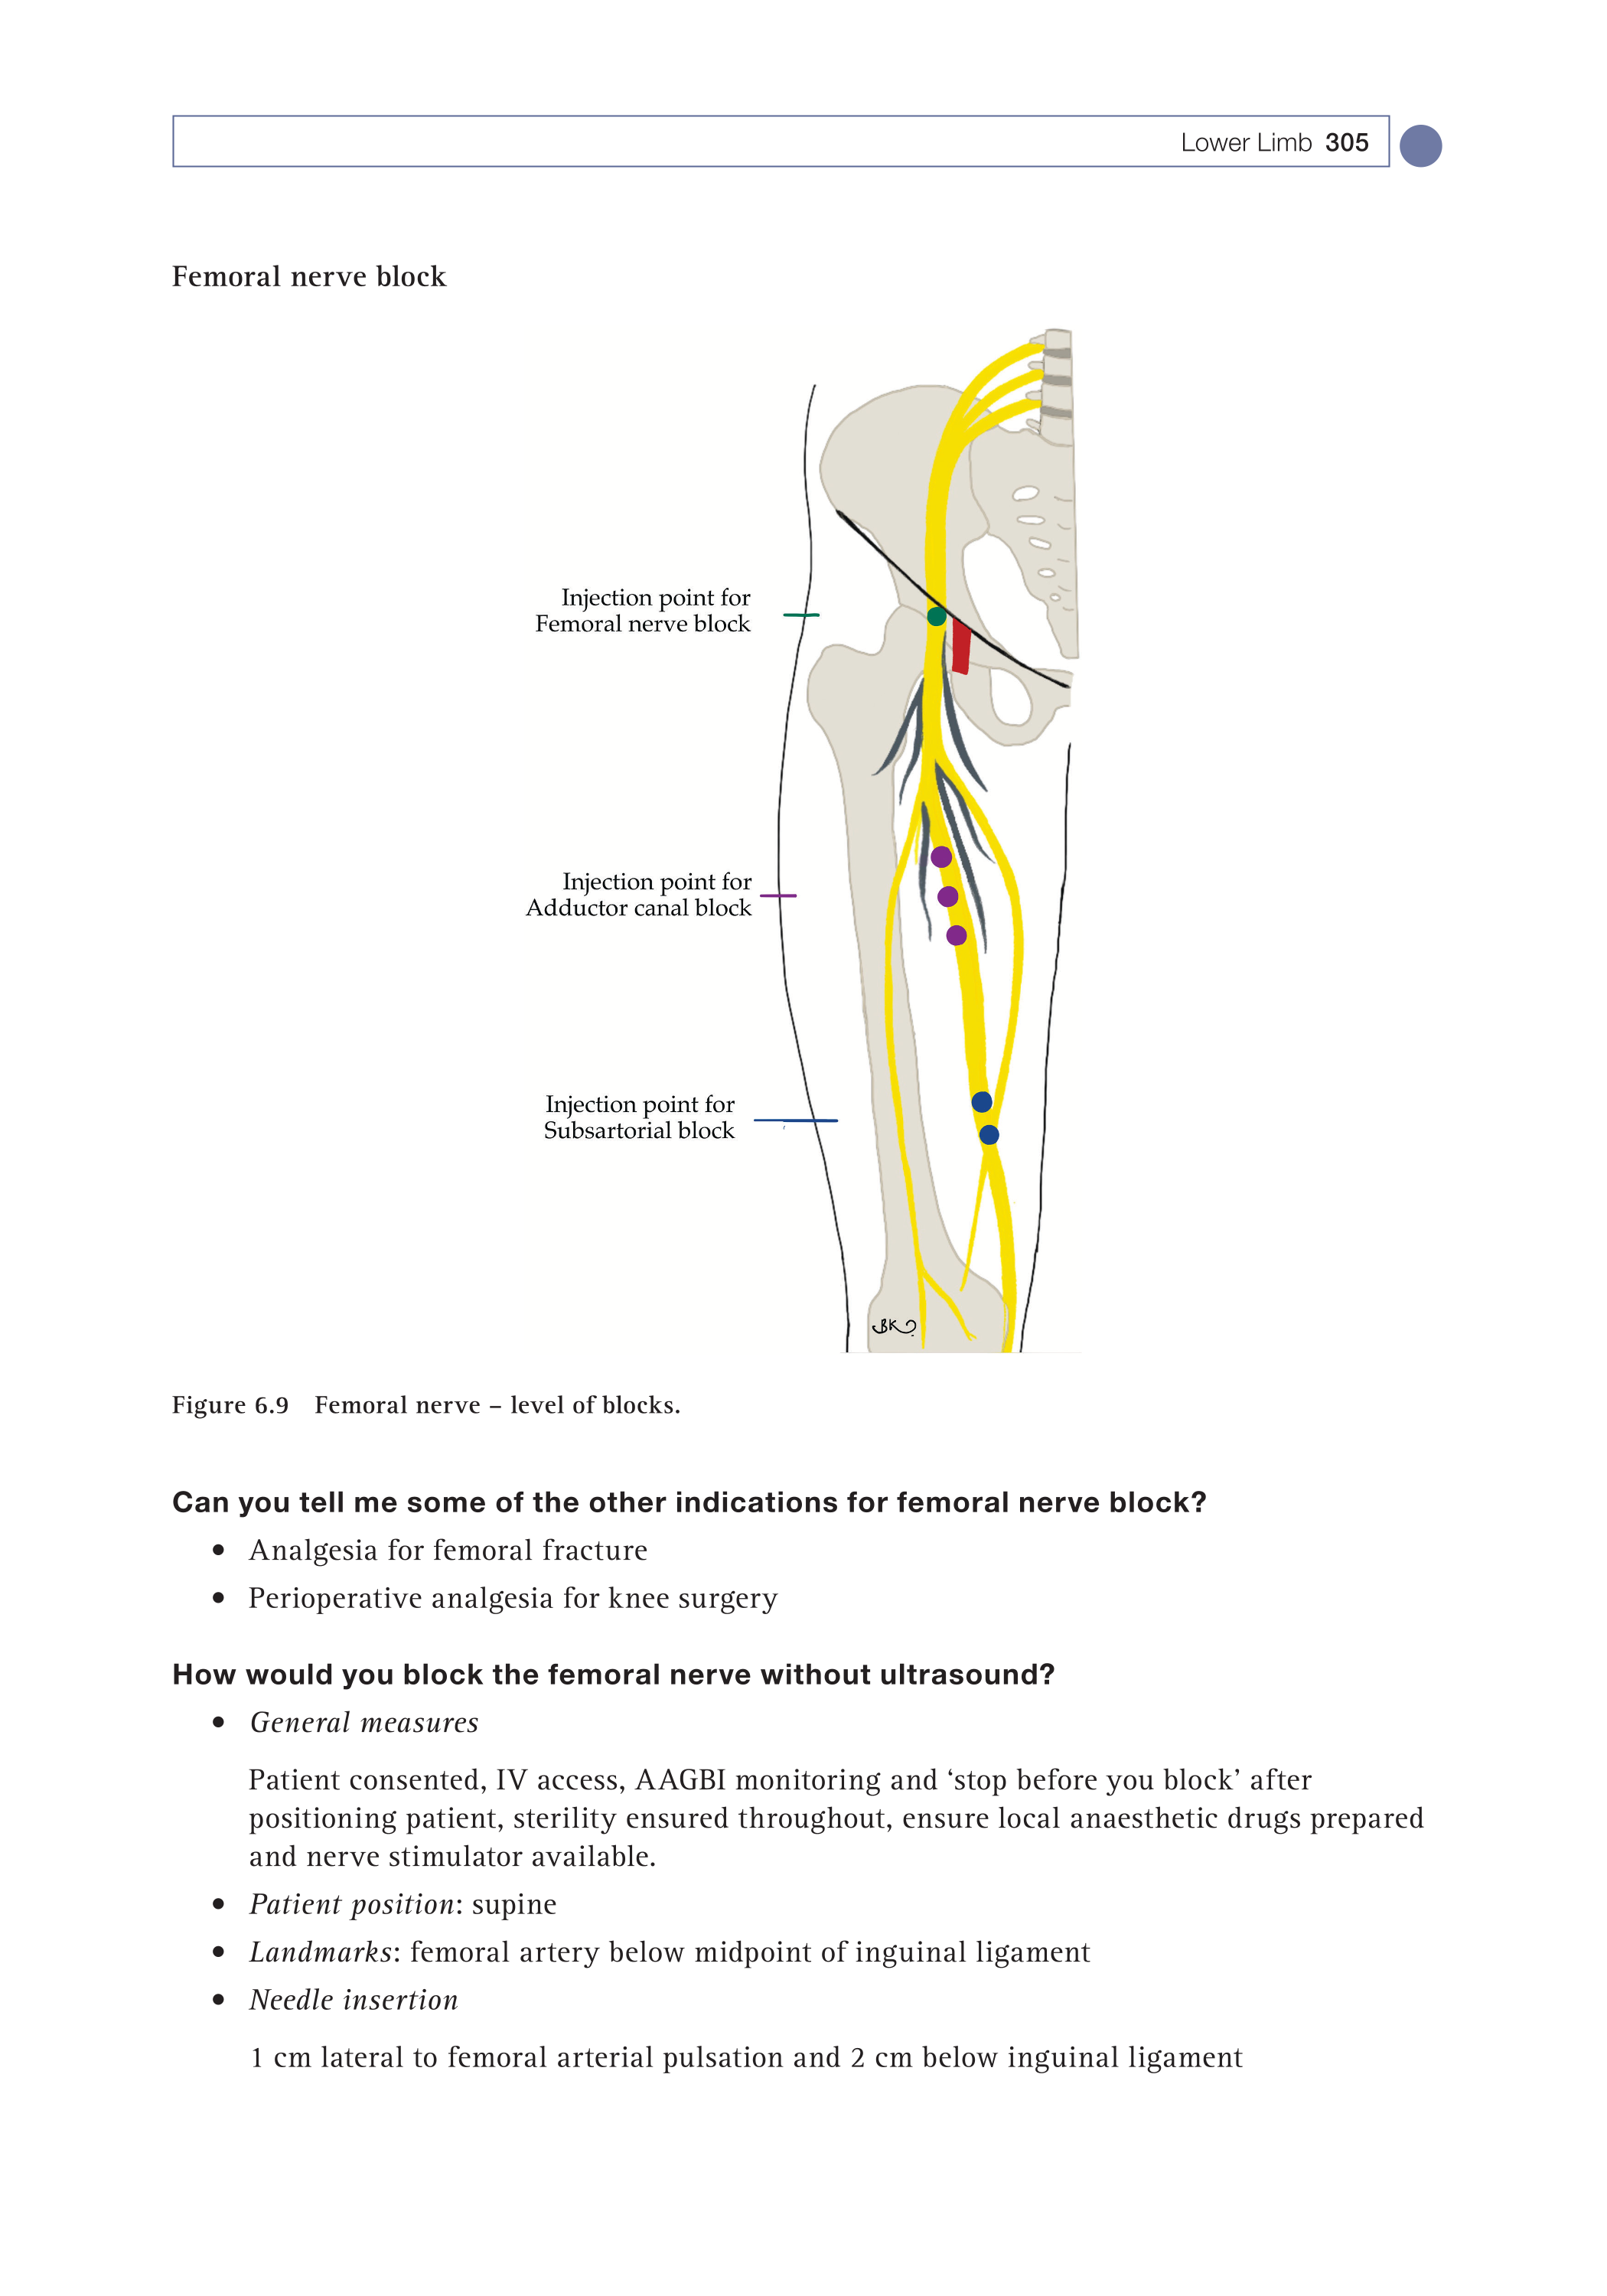 Lower Limb 305
Femoral nerve block
Injection point for
Femoral nerve block
Injection point for
Adductor canal block
Injection point for
Subsartorial block
BK
Figure 6.9 Femoral nerve – level of blocks.
Can you tell me some of the other indications for femoral nerve block?
• Analgesia for femoral fracture
• Perioperative analgesia for knee surgery
How would you block the femoral nerve without ultrasound?
• General measures
Patient consented, IV access, AAGBI monitoring and ‘stop before you block’ after
positioning patient, sterility ensured throughout, ensure local anaesthetic drugs prepared
and nerve stimulator available.
• Patient position: supine
• Landmarks: femoral artery below midpoint of inguinal ligament
• Needle insertion
1 cm lateral to femoral arterial pulsation and 2 cm below inguinal ligament